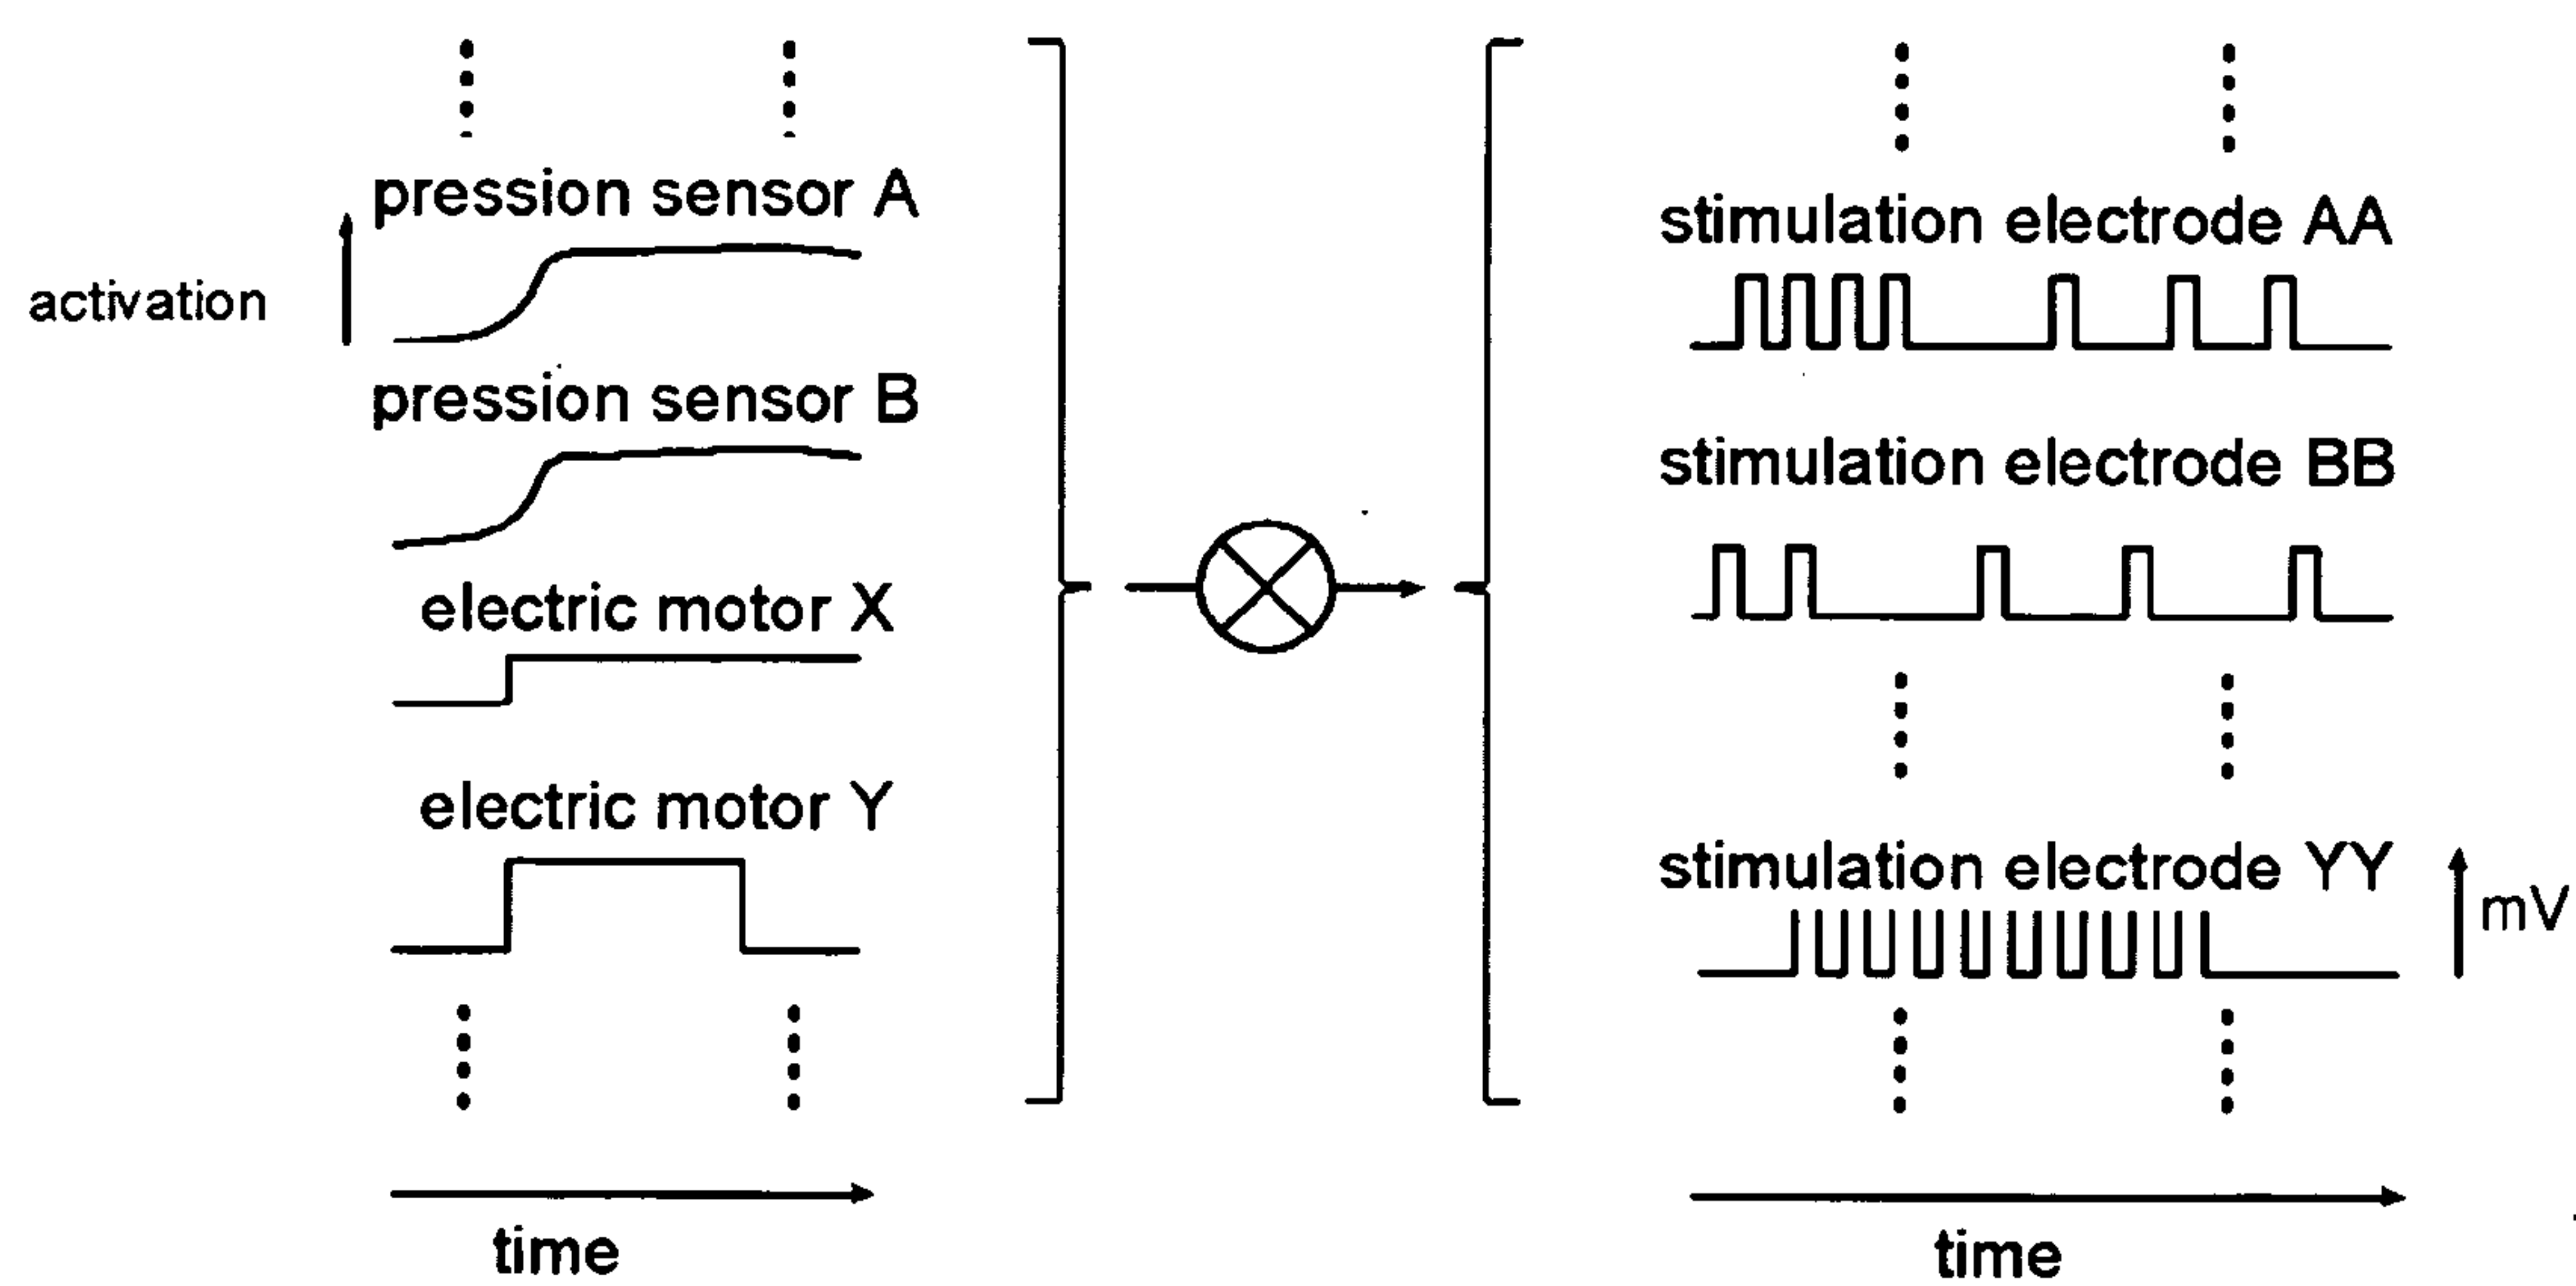 pression sensor A
activation
pression sensor B
electric motor X
electric motor Y
time
stimulation electrode AA
stimulation electrode BB
stimulation electrode YY
mV
time